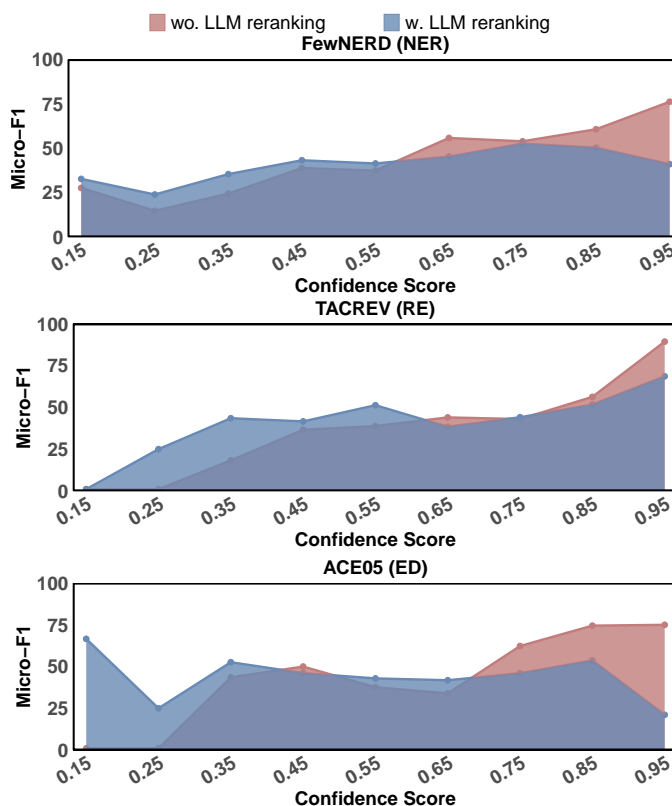 wo. LLM reranking w. LLM reranking
FewNERD (NER)
100
75
50
25
0
Micro−F1
0.15 0.25 0.35 0.45 0.55 0.65 0.75 0.85 0.95
Confidence Score
TACREV (RE)
100
75
50
25
0
Micro−F1
0.15 0.25 0.35 0.45 0.55 0.65 0.75 0.85 0.95
Confidence Score
ACE05 (ED)
100
75
50
25
0
Micro−F1
0.15 0.25 0.35 0.45 0.55 0.65 0.75 0.85 0.95
Confidence Score